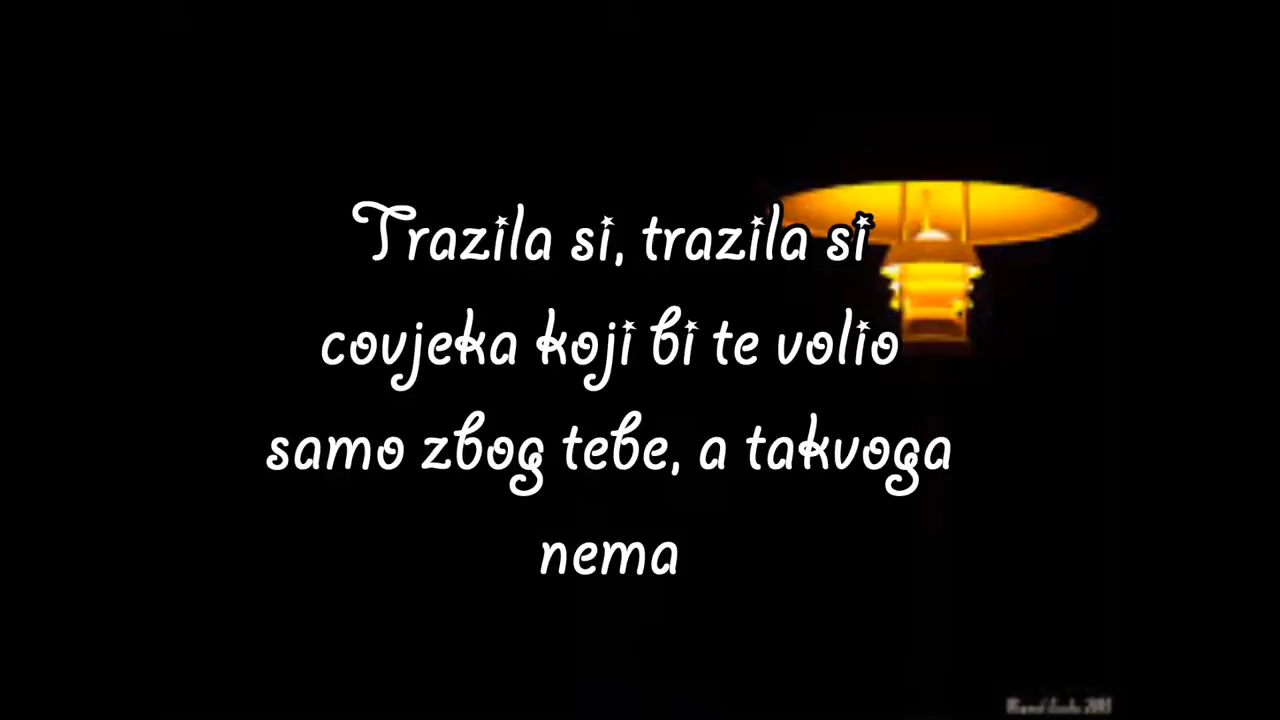 Trazila si, trazila si
covjeka koji bi te volio
samo zbog tebe, a takvoga
nema